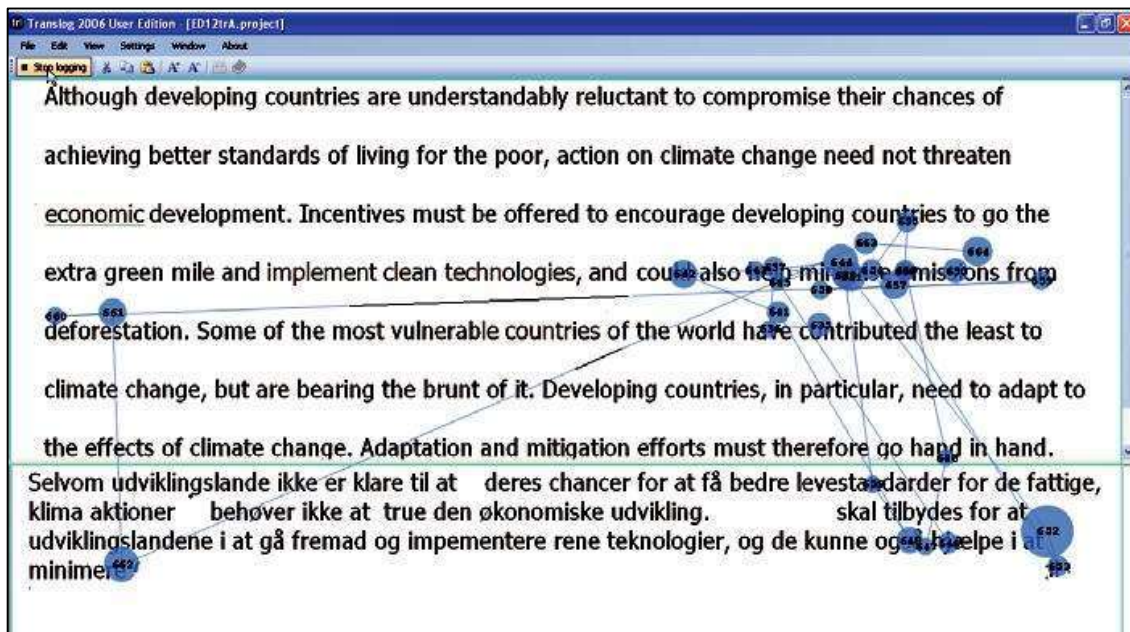 Translog 2006 User Edition - [ED12trA.project]
File Edit View Settings Window About
Stop logging
Although developing countries are understandably reluctant to compromise their chances of
achieving better standards of living for the poor, action on climate change need not threaten
economic development. Incentives must be offered to encourage developing countries to go the
extra green mile and implement clean technologies, and could also help minimise emissions from
deforestation. Some of the most vulnerable countries of the world have contributed the least to
climate change, but are bearing the brunt of it. Developing countries, in particular, need to adapt to
the effects of climate change. Adaptation and mitigation efforts must therefore go hand in hand.
Selvom udviklingslande ikke er klare til at deres chancer for at få bedre levestandarder for de fattige,
klima aktioner behøver ikke at true den økonomiske udvikling. skal tilbydes for at
udviklingslandene i at gå fremad og impementere rene teknologier, og de kunne også hjælpe i at
minimere